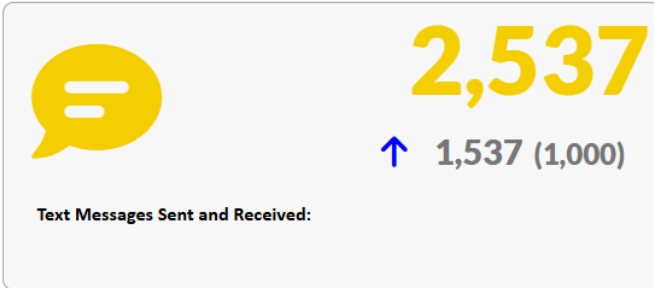 2,537
↑ 1,537 (1,000)
Text Messages Sent and Received: